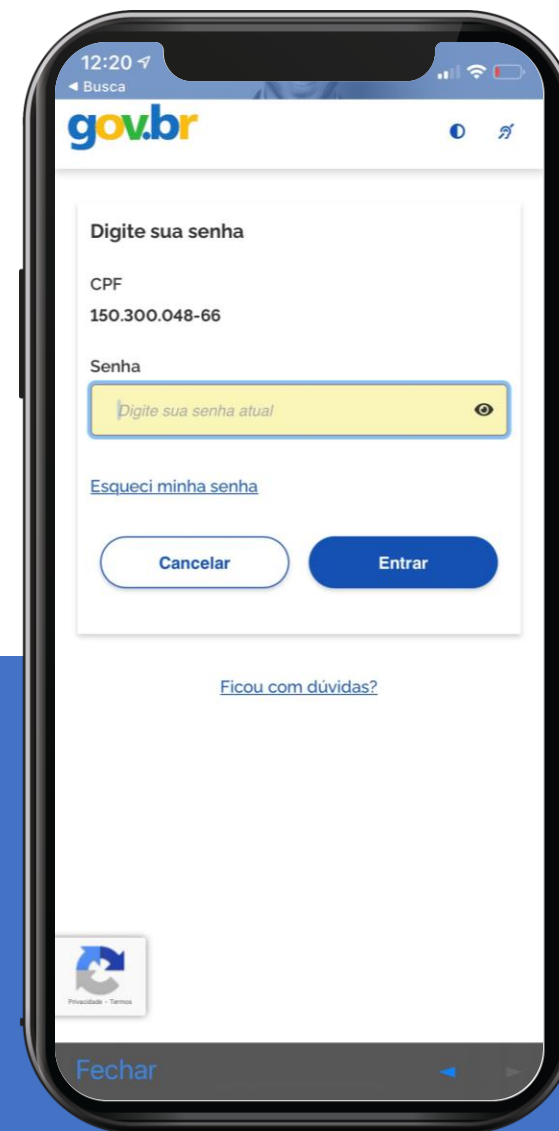 12:20
◄ Busca
gov.br
Digite sua senha
CPF
150.300.048-66
Senha
Digite sua senha atual
Esqueci minha senha
Cancelar
Entrar
Ficou com dúvidas?
Privacidade - Termos
Fechar